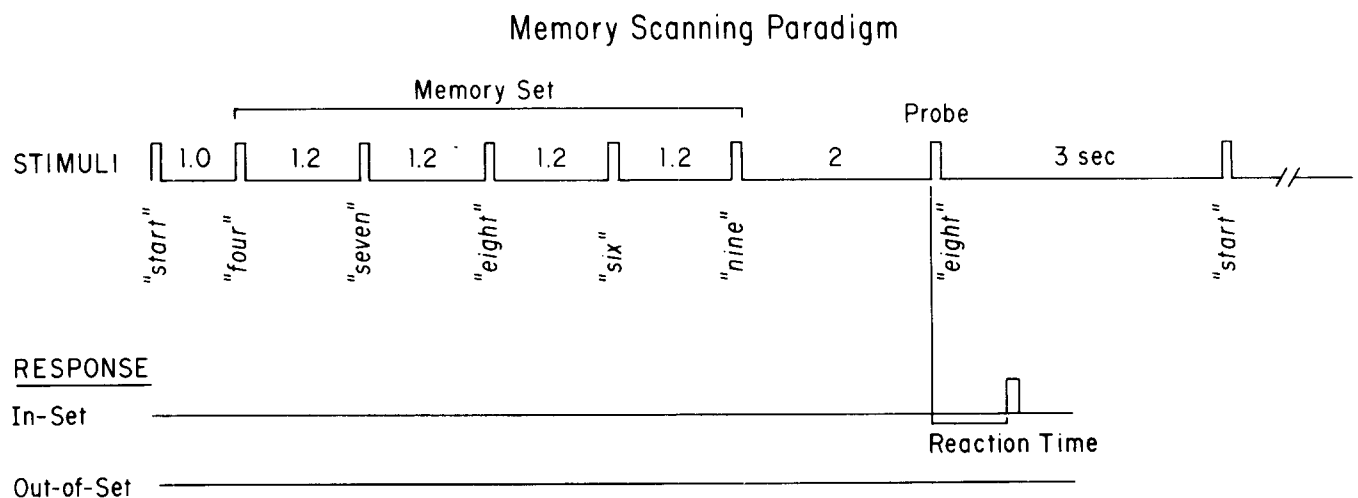 Memory Scanning Paradigm
Memory Set
Probe
STIMULI 1.0 1.2 1.2 1.2 1.2 2 3 sec
"start" "four" "seven" "eight" "six" "nine" "eight" "start"
RESPONSE
In-Set
Reaction Time
Out-of-Set